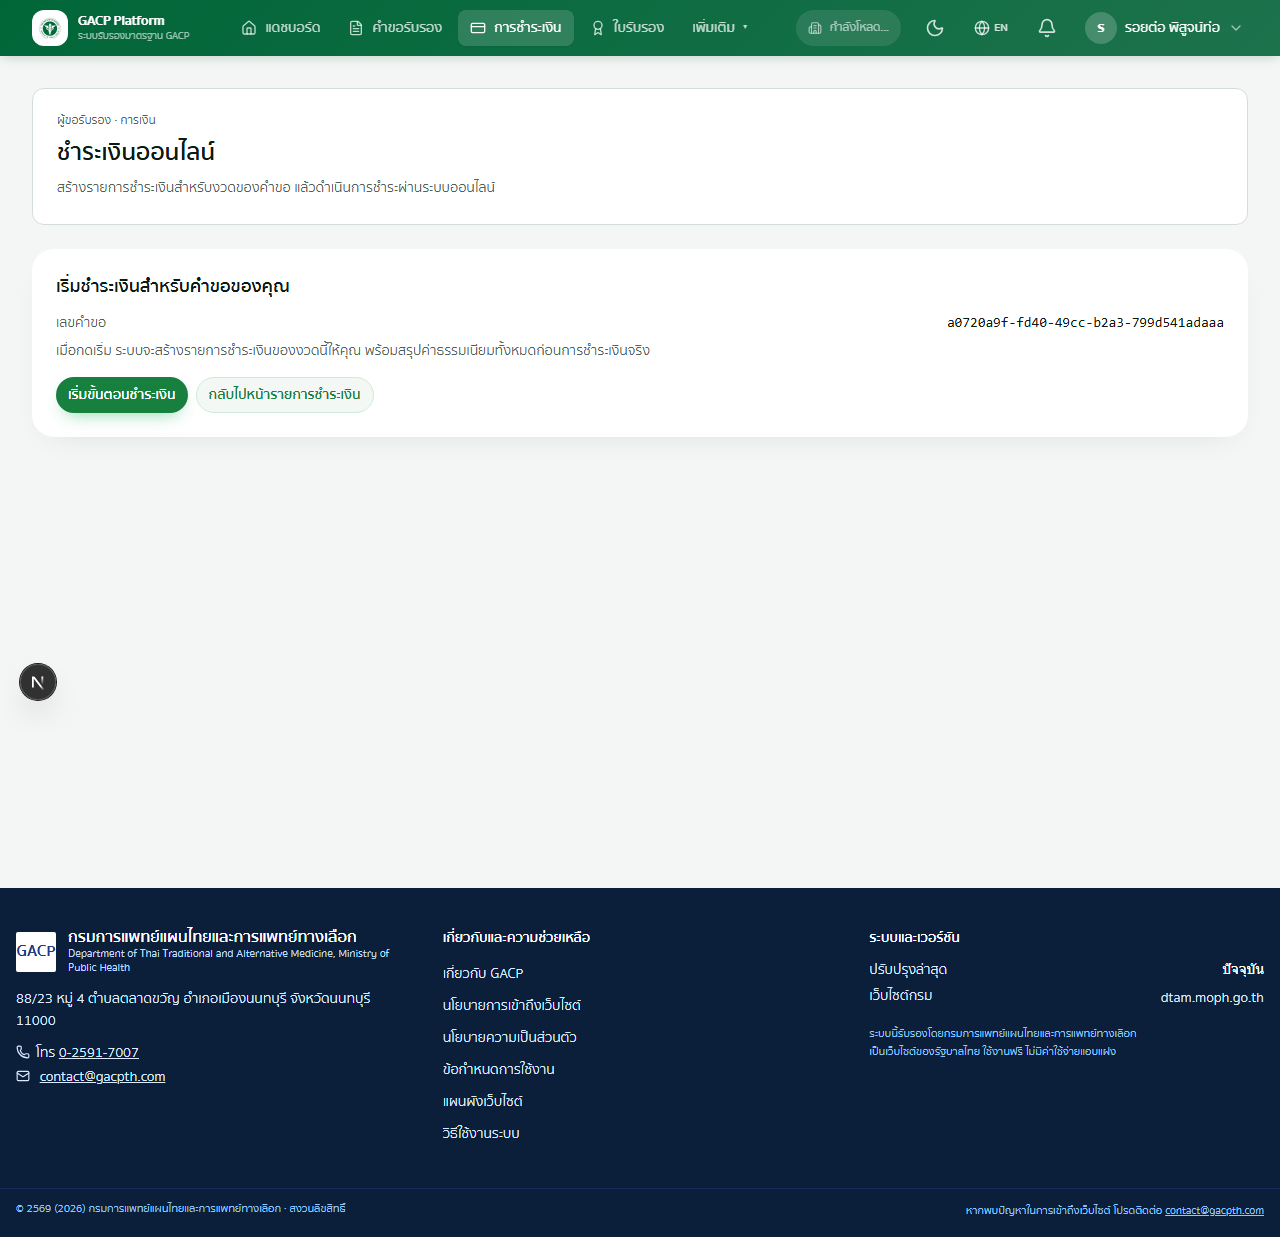 GACP Platform
ระบบรับรองมาตรฐาน GACP
แดชบอร์ด
คำขอรับรอง
การชำระเงิน
ใบรับรอง
เพิ่มเติม
กำลังโหลด...
EN
ร
รอยต่อ พิสูจน์ท่อ
ผู้ขอรับรอง · การเงิน
ชำระเงินออนไลน์
สร้างรายการชำระเงินสำหรับงวดของคำขอ แล้วดำเนินการชำระผ่านระบบออนไลน์
เริ่มชำระเงินสำหรับคำขอของคุณ
เลขคำขอ
a0720a9f-fd40-49cc-b2a3-799d541adaaa
เมื่อกดเริ่ม ระบบจะสร้างรายการชำระเงินของงวดนี้ให้คุณ พร้อมสรุปค่าธรรมเนียมทั้งหมดก่อนการชำระเงินจริง
เริ่มขั้นตอนชำระเงิน
กลับไปหน้ารายการชำระเงิน
N
GACP
กรมการแพทย์แผนไทยและการแพทย์ทางเลือก
Department of Thai Traditional and Alternative Medicine, Ministry of
Public Health
88/23 หมู่ 4 ตำบลตลาดขวัญ อำเภอเมืองนนทบุรี จังหวัดนนทบุรี
11000
โทร 0-2591-7007
contact@gacpth.com
เกี่ยวกับและความช่วยเหลือ
เกี่ยวกับ GACP
นโยบายการเข้าถึงเว็บไซต์
นโยบายความเป็นส่วนตัว
ข้อกำหนดการใช้งาน
แผนผังเว็บไซต์
วิธีใช้งานระบบ
ระบบและเวอร์ชัน
ปรับปรุงล่าสุด
ปัจจุบัน
เว็บไซต์กรม
dtam.moph.go.th
ระบบนี้รับรองโดยกรมการแพทย์แผนไทยและการแพทย์ทางเลือก
เป็นเว็บไซต์ของรัฐบาลไทย ใช้งานฟรี ไม่มีค่าใช้จ่ายแอบแฝง
© 2569 (2026) กรมการแพทย์แผนไทยและการแพทย์ทางเลือก · สงวนลิขสิทธิ์
หากพบปัญหาในการเข้าถึงเว็บไซต์ โปรดติดต่อ contact@gacpth.com